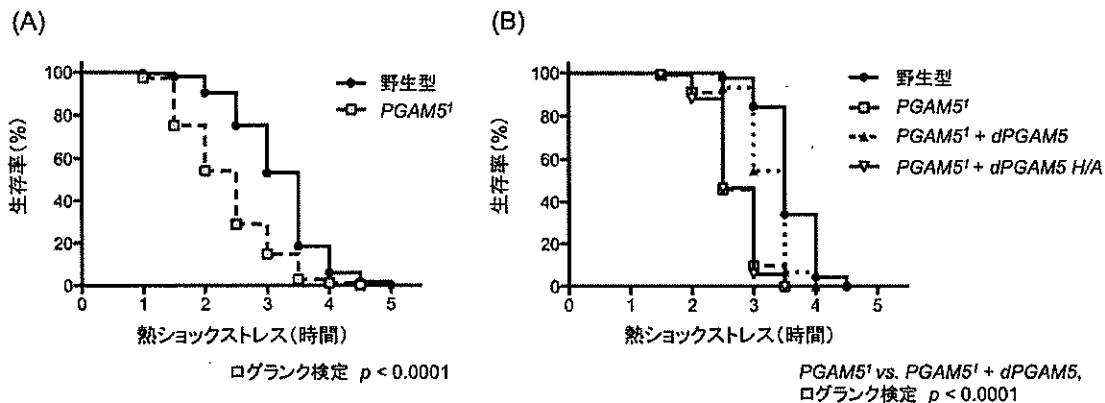 (A)
100
80
60
40
20
0
生存率(%)
0 1 2 3 4 5
熱ショックストレス(時間)
野生型
PGAM5¹
ログランク検定 p < 0.0001
(B)
100
80
60
40
20
0
生存率(%)
0 1 2 3 4 5
熱ショックストレス(時間)
野生型
PGAM5¹
PGAM5¹ + dPGAM5
PGAM5¹ + dPGAM5 H/A
PGAM5¹ vs. PGAM5¹ + dPGAM5,
ログランク検定 p < 0.0001